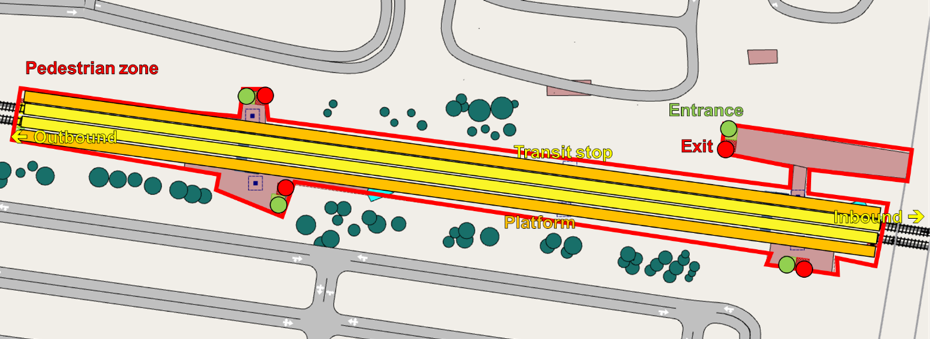 Pedestrian zone
Entrance
← Outbound
Exit
Transit stop
Inbound →
Platform